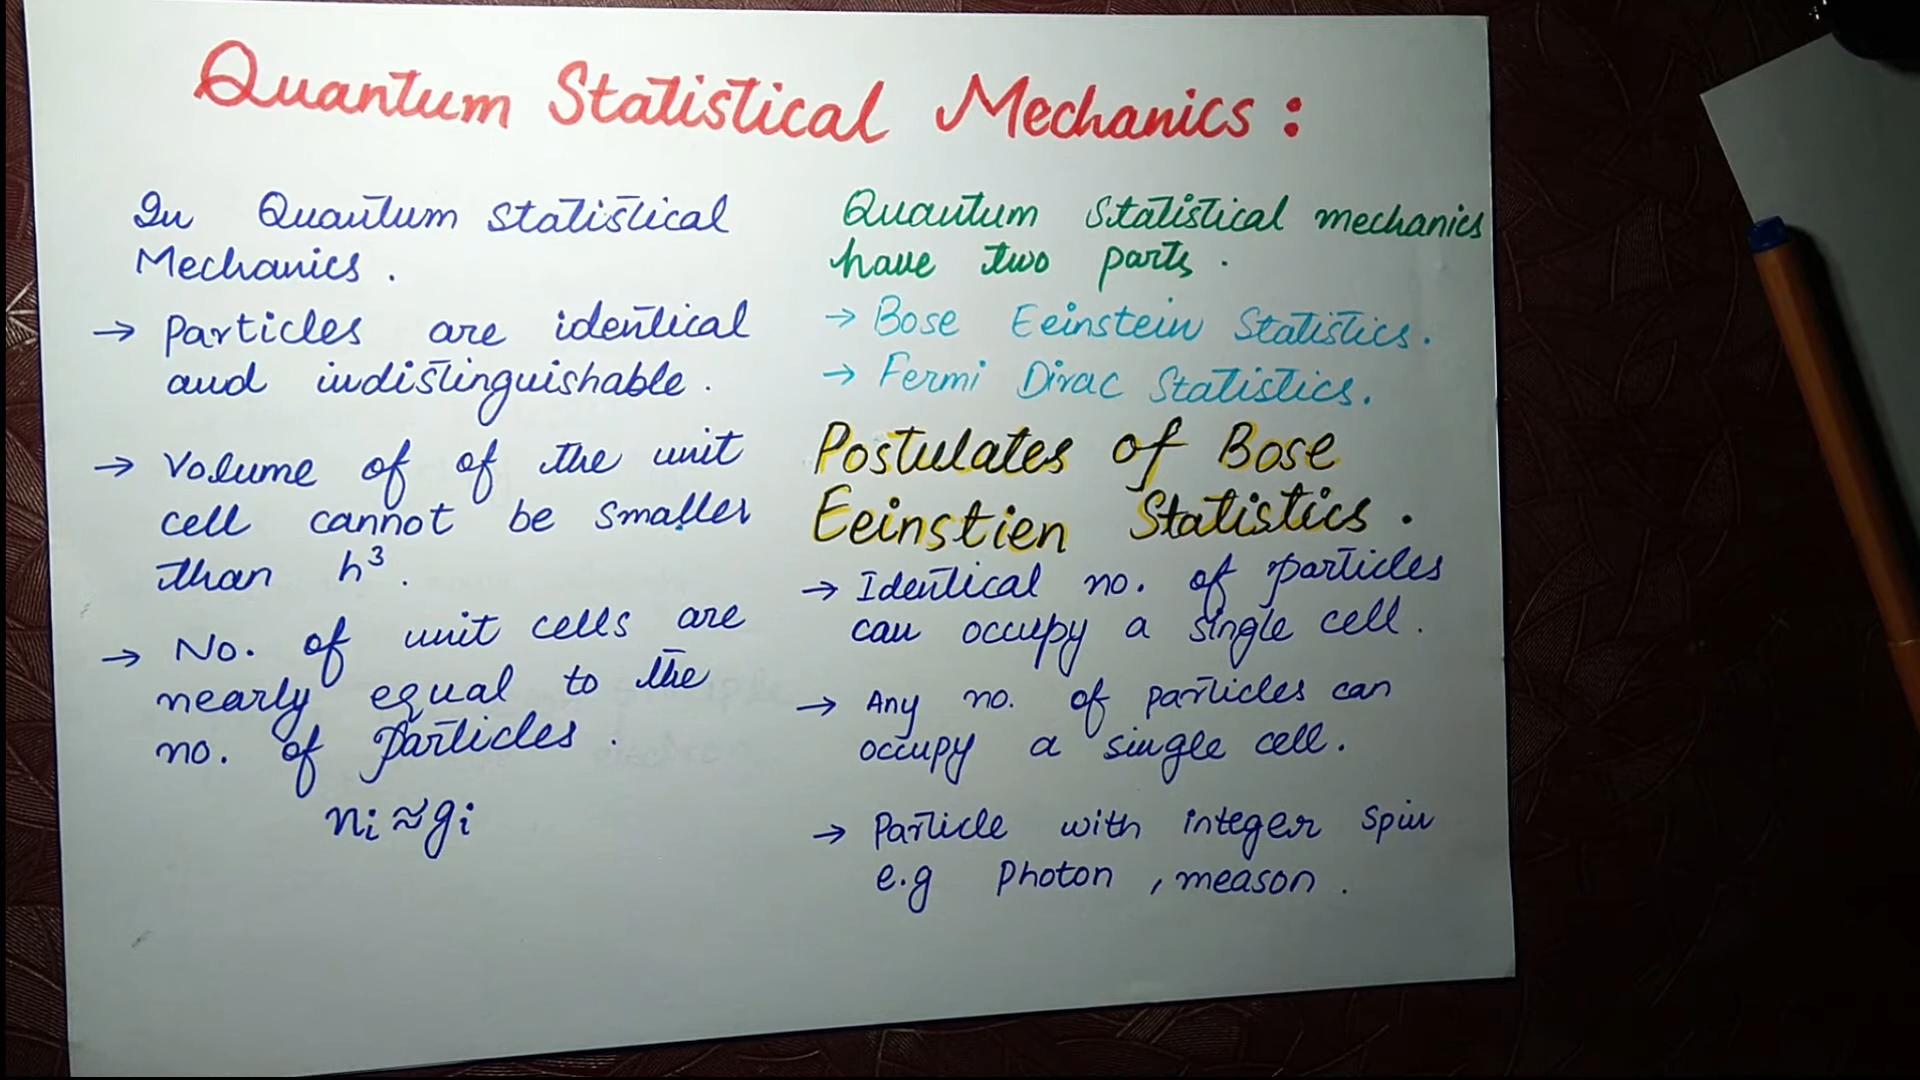 Quantum Statistical Mechanics :
In Quantum statistical
Mechanics .
→ Particles are identical
and indistinguishable .
→ Volume of of the unit
cell cannot be smaller
than h³ .
→ No. of unit cells are
nearly equal to the
no. of particles .
nᵢ ≈ gᵢ
Quantum Statistical mechanics
have two parts .
→ Bose Eeinstein Statistics .
→ Fermi Dirac Statistics .
Postulates of Bose
Eeinstien Statistics .
→ Identical no. of particles
can occupy a single cell .
→ Any no. of particles can
occupy a single cell .
→ Particle with integer spin
e.g Photon , meason .